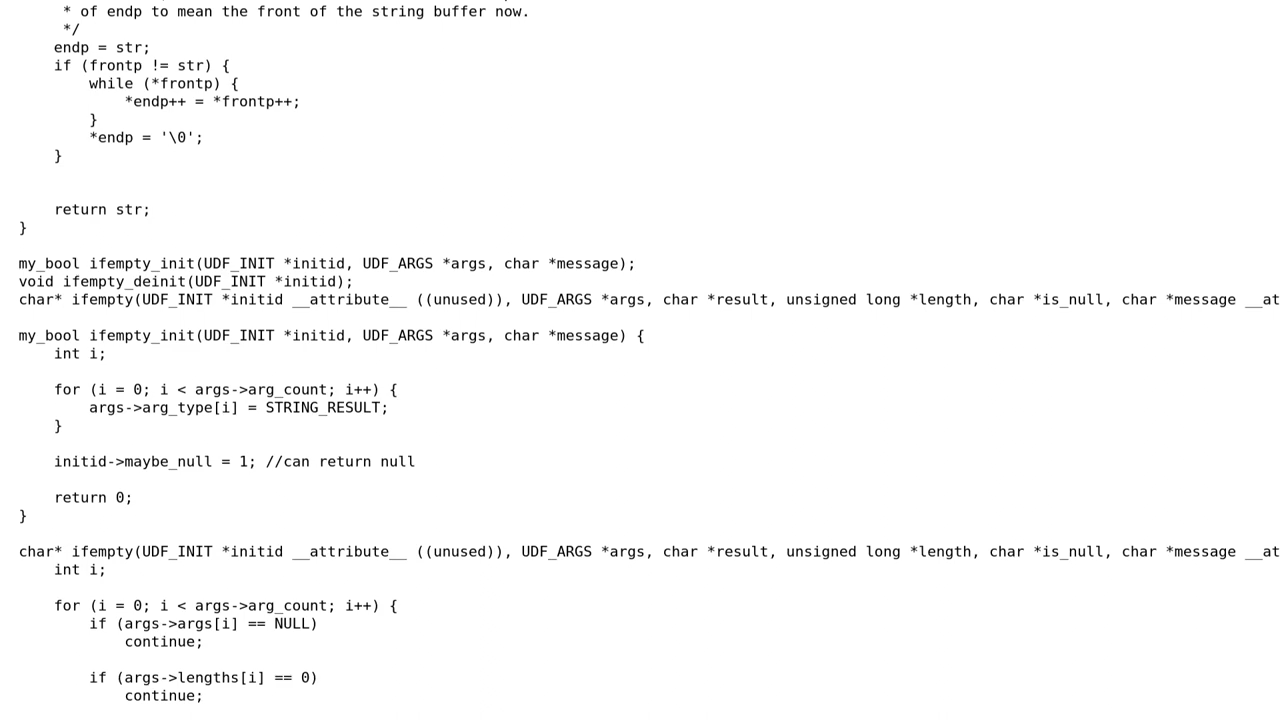 * of endp to mean the front of the string buffer now.
     */
    endp = str;
    if (frontp != str) {
        while (*frontp) {
            *endp++ = *frontp++;
        }
        *endp = '\0';
    }


    return str;
}

my_bool ifempty_init(UDF_INIT *initid, UDF_ARGS *args, char *message);
void ifempty_deinit(UDF_INIT *initid);
char* ifempty(UDF_INIT *initid __attribute__ ((unused)), UDF_ARGS *args, char *result, unsigned long *length, char *is_null, char *message __at

my_bool ifempty_init(UDF_INIT *initid, UDF_ARGS *args, char *message) {
    int i;

    for (i = 0; i < args->arg_count; i++) {
        args->arg_type[i] = STRING_RESULT;
    }

    initid->maybe_null = 1; //can return null

    return 0;
}

char* ifempty(UDF_INIT *initid __attribute__ ((unused)), UDF_ARGS *args, char *result, unsigned long *length, char *is_null, char *message __at
    int i;

    for (i = 0; i < args->arg_count; i++) {
        if (args->args[i] == NULL)
            continue;

        if (args->lengths[i] == 0)
            continue;